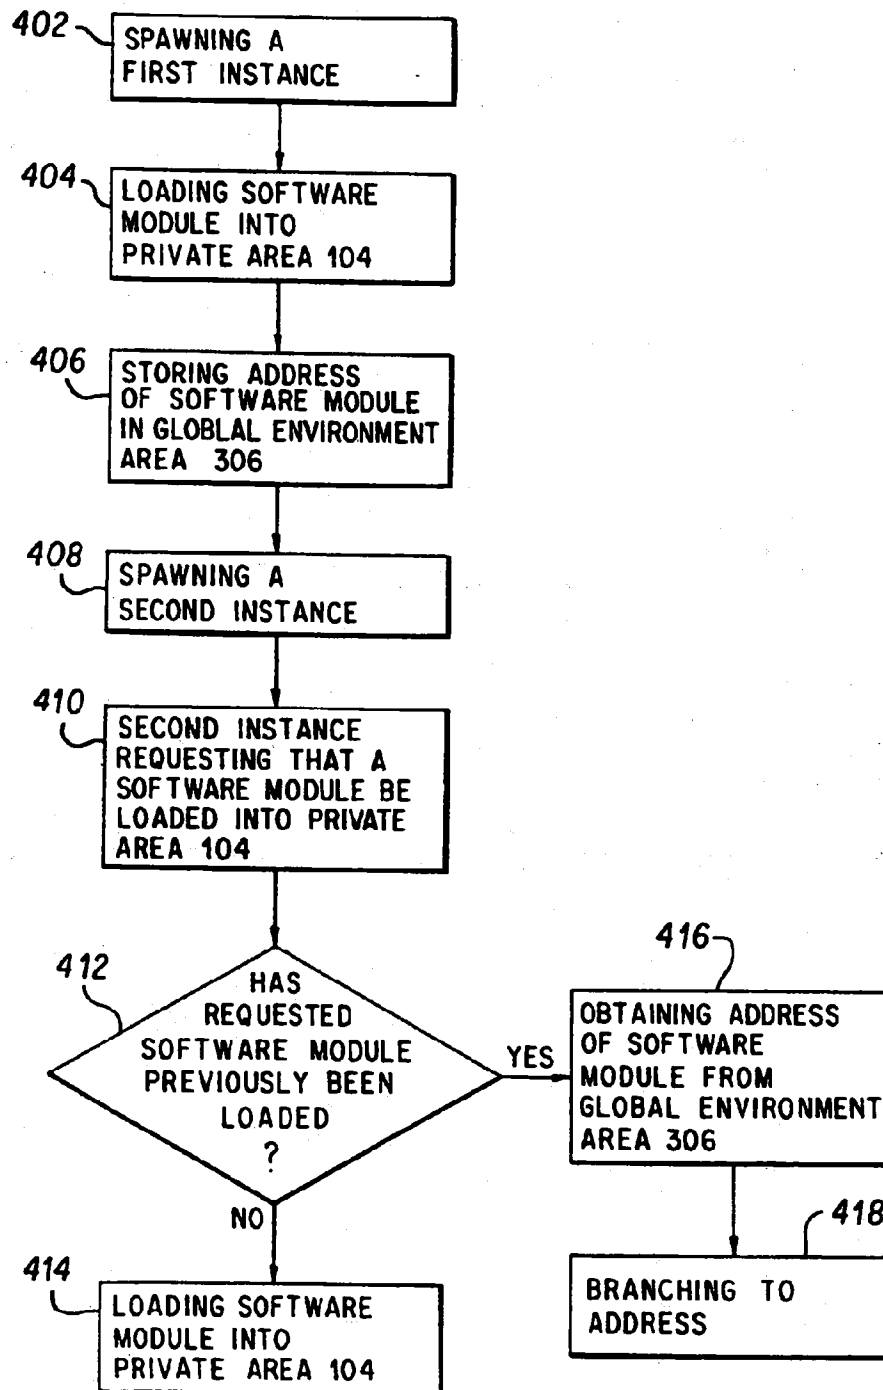 402
SPAWNING A
FIRST INSTANCE
404
LOADING SOFTWARE
MODULE INTO
PRIVATE AREA 104
406
STORING ADDRESS
OF SOFTWARE MODULE
IN GLOBLAL ENVIRONMENT
AREA 306
408
SPAWNING A
SECOND INSTANCE
410
SECOND INSTANCE
REQUESTING THAT A
SOFTWARE MODULE BE
LOADED INTO PRIVATE
AREA 104
412
HAS
REQUESTED
SOFTWARE MODULE
PREVIOUSLY BEEN
LOADED
?
YES
416
OBTAINING ADDRESS
OF SOFTWARE
MODULE FROM
GLOBAL ENVIRONMENT
AREA 306
418
BRANCHING TO
ADDRESS
NO
414
LOADING SOFTWARE
MODULE INTO
PRIVATE AREA 104